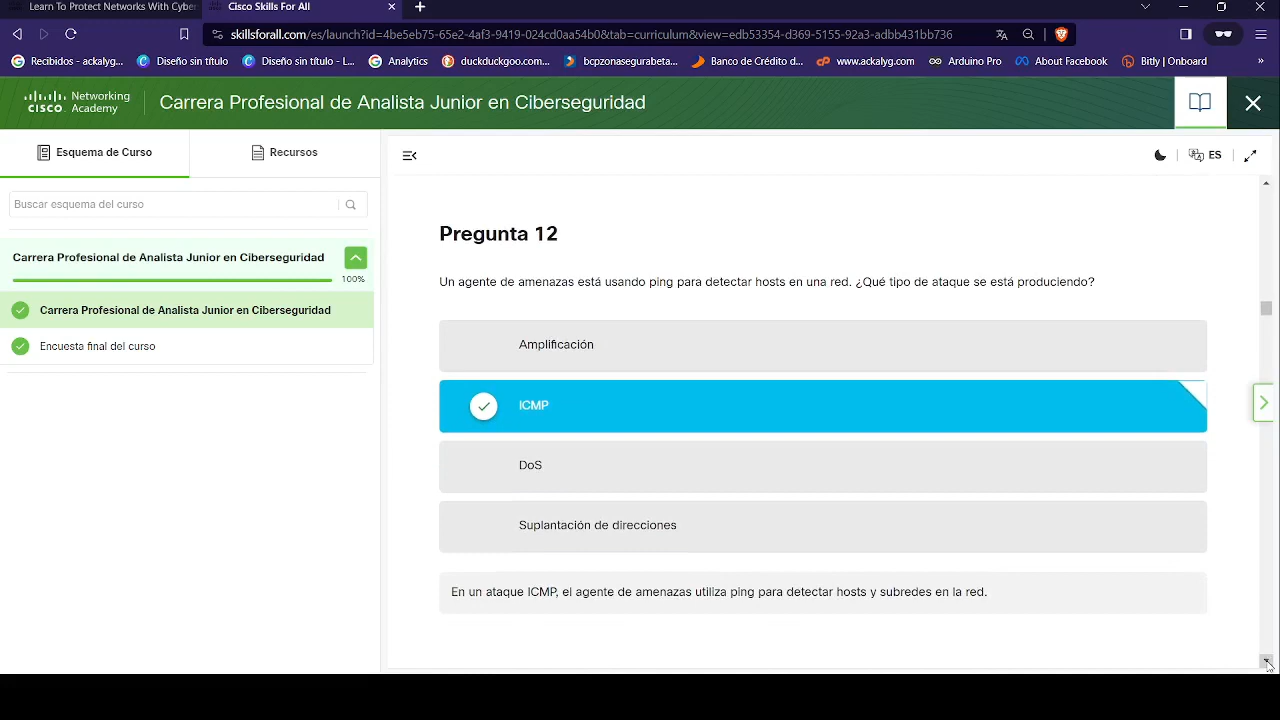 Learn To Protect Networks With Cyber
Cisco Skills For All
skillsforall.com/es/launch?id=4be5eb75-65e2-4af3-9419-024cd0aa54b0&tab=curriculum&view=edb53354-d369-5155-92a3-adbb431bb736
Recibidos - ackalyg...
Diseño sin título
Diseño sin título - L...
Analytics
duckduckgoo.com...
bcpzonasegurabeta...
Banco de Crédito d...
www.ackalyg.com
Arduino Pro
About Facebook
Bitly | Onboard
»
CISCO
Networking
Academy
Carrera Profesional de Analista Junior en Ciberseguridad
Esquema de Curso
Recursos
ES
Buscar esquema del curso
Carrera Profesional de Analista Junior en Ciberseguridad
100%
Carrera Profesional de Analista Junior en Ciberseguridad
Encuesta final del curso
Pregunta 12
Un agente de amenazas está usando ping para detectar hosts en una red. ¿Qué tipo de ataque se está produciendo?
Amplificación
ICMP
DoS
Suplantación de direcciones
En un ataque ICMP, el agente de amenazas utiliza ping para detectar hosts y subredes en la red.